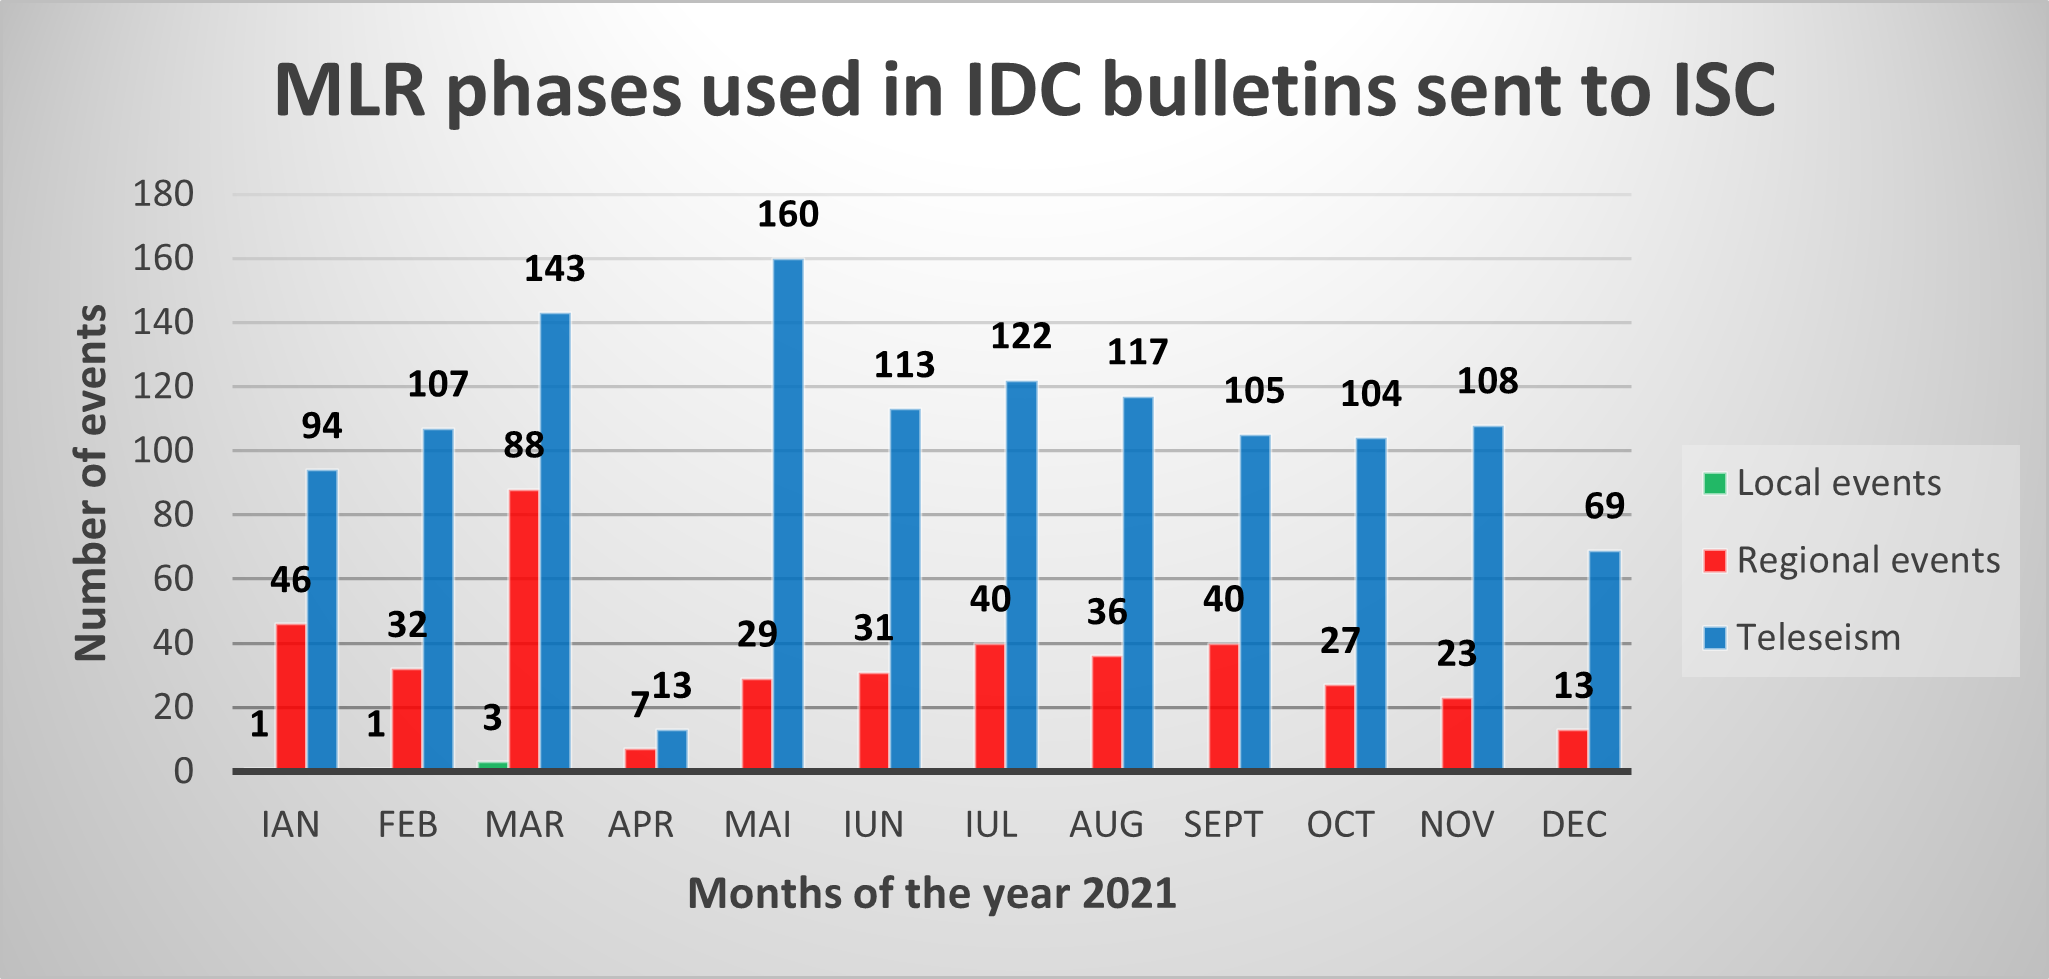 MLR phases used in IDC bulletins sent to ISC
Number of events
180
160
140
120
100
80
60
40
20
0
1 46 94
1 32 107
3 88 143
7 13
29 160
31 113
40 122
36 117
40 105
27 104
23 108
13 69
IAN FEB MAR APR MAI IUN IUL AUG SEPT OCT NOV DEC
Months of the year 2021
Local events
Regional events
Teleseism